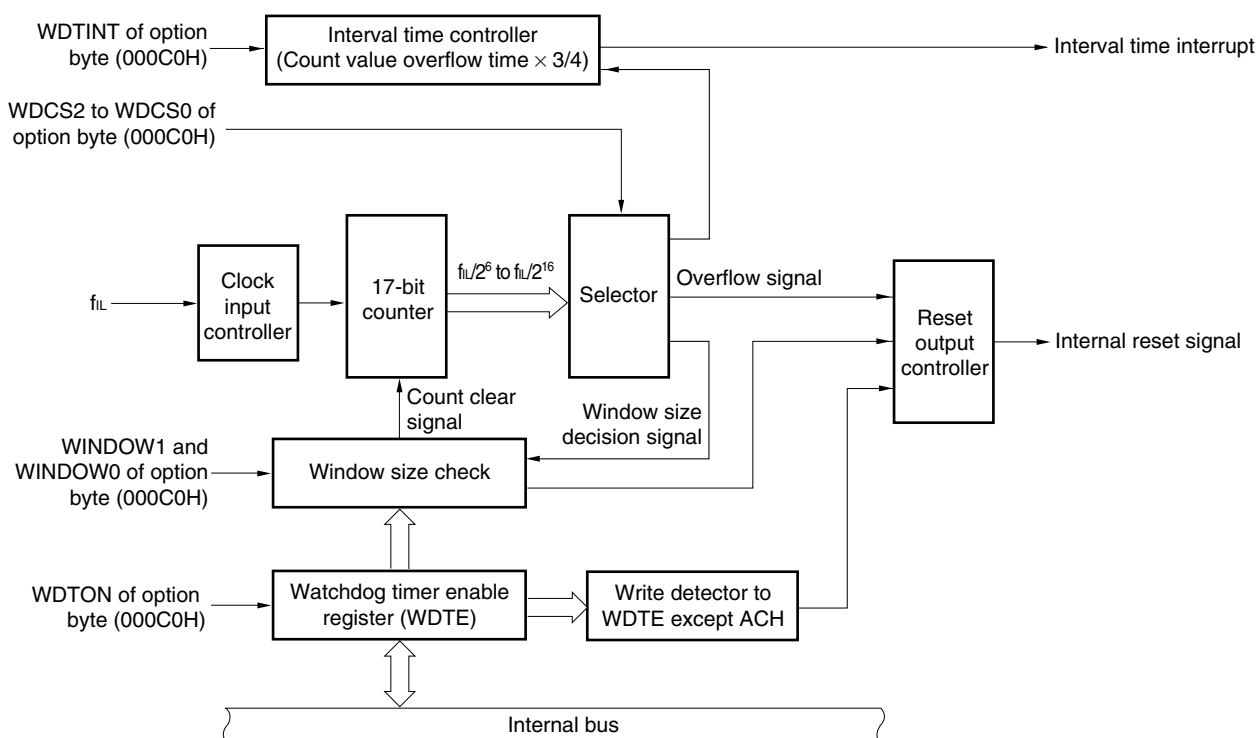 WDTINT of option
byte (000C0H)
Interval time controller
(Count value overflow time × 3/4)
Interval time interrupt
WDCS2 to WDCS0 of
option byte (000C0H)
fIL
Clock
input
controller
17-bit
counter
fIL/2⁶ to fIL/2¹⁶
Selector
Overflow signal
Reset
output
controller
Internal reset signal
Count clear
signal
Window size
decision signal
WINDOW1 and
WINDOW0 of option
byte (000C0H)
Window size check
WDTON of option
byte (000C0H)
Watchdog timer enable
register (WDTE)
Write detector to
WDTE except ACH
Internal bus